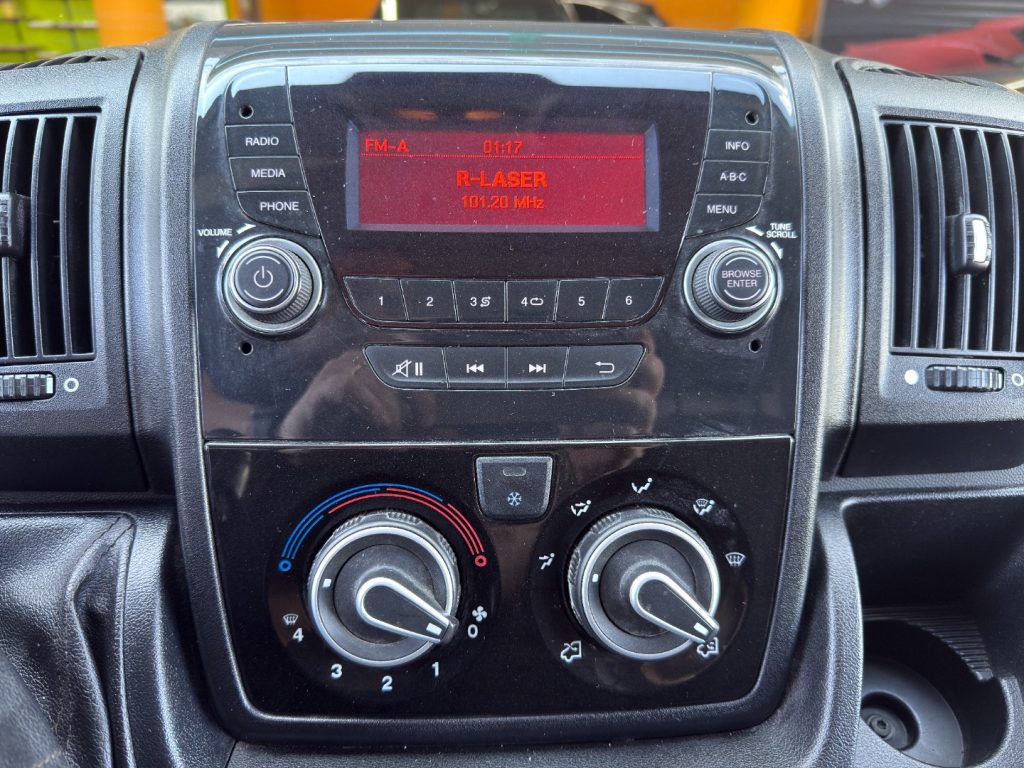 FM-A 01:17
R-LASER
101.20 MHz
RADIO
MEDIA
PHONE
INFO
A·B·C
MENU
VOLUME
TUNE
SCROLL
BROWSE
ENTER
1 2 3 4 5 6
4 3 2 1 0